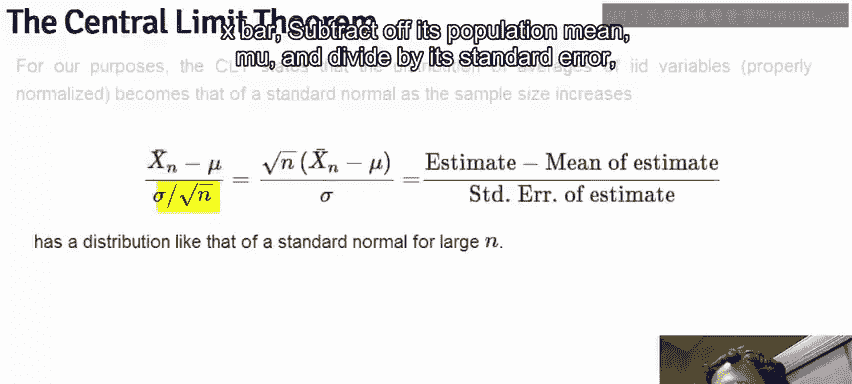 The Central Limit Theorem
x bar, Subtract off its population mean,
mu, and divide by its standard error,
For our purposes, the CLT states that the distribution of averages of iid variables (properly
normalized) becomes that of a standard normal as the sample size increases
X̄n − μ / σ/√n = √n (X̄n − μ) / σ = Estimate − Mean of estimate / Std. Err. of estimate
has a distribution like that of a standard normal for large n.